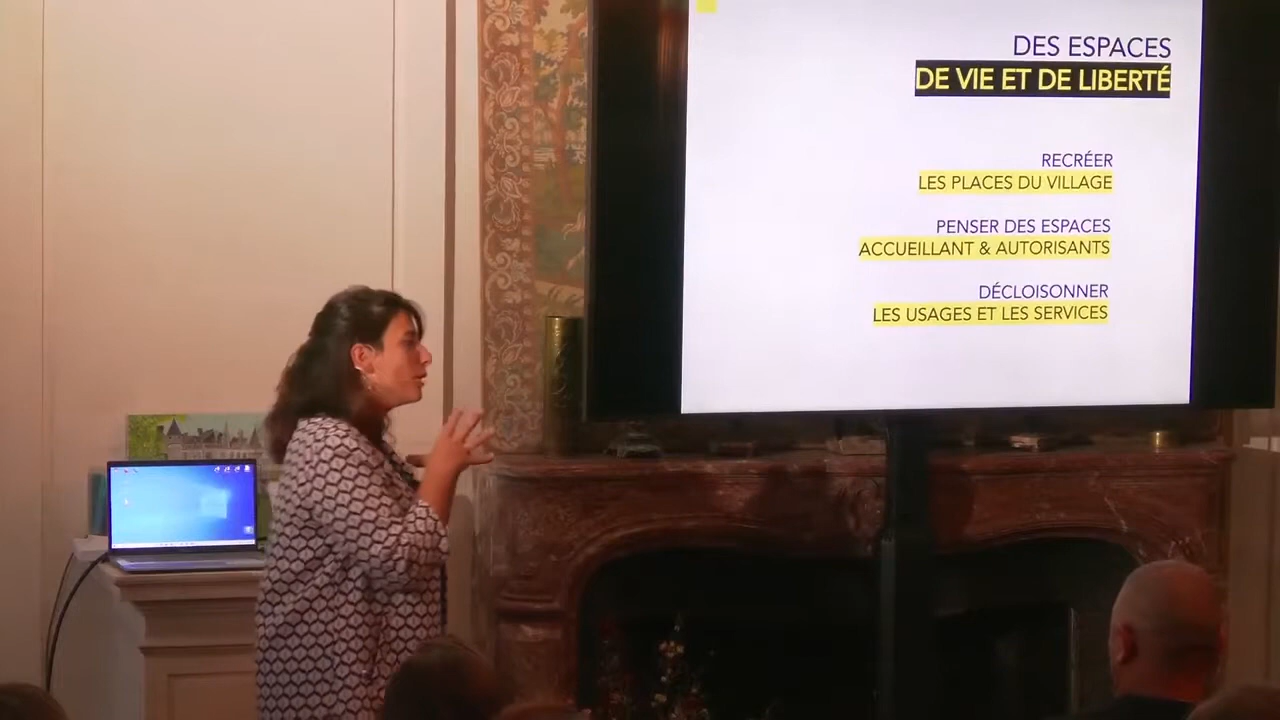 DES ESPACES
DE VIE ET DE LIBERTÉ
RECRÉER
LES PLACES DU VILLAGE
PENSER DES ESPACES
ACCUEILLANT & AUTORISANTS
DÉCLOISONNER
LES USAGES ET LES SERVICES